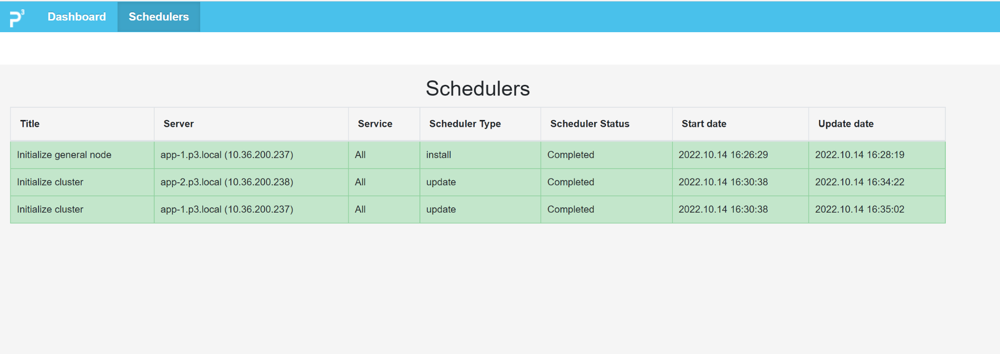 P³ Dashboard Schedulers
Schedulers
Title Server Service Scheduler Type Scheduler Status Start date Update date
Initialize general node app-1.p3.local (10.36.200.237) All install Completed 2022.10.14 16:26:29 2022.10.14 16:28:19
Initialize cluster app-2.p3.local (10.36.200.238) All update Completed 2022.10.14 16:30:38 2022.10.14 16:34:22
Initialize cluster app-1.p3.local (10.36.200.237) All update Completed 2022.10.14 16:30:38 2022.10.14 16:35:02